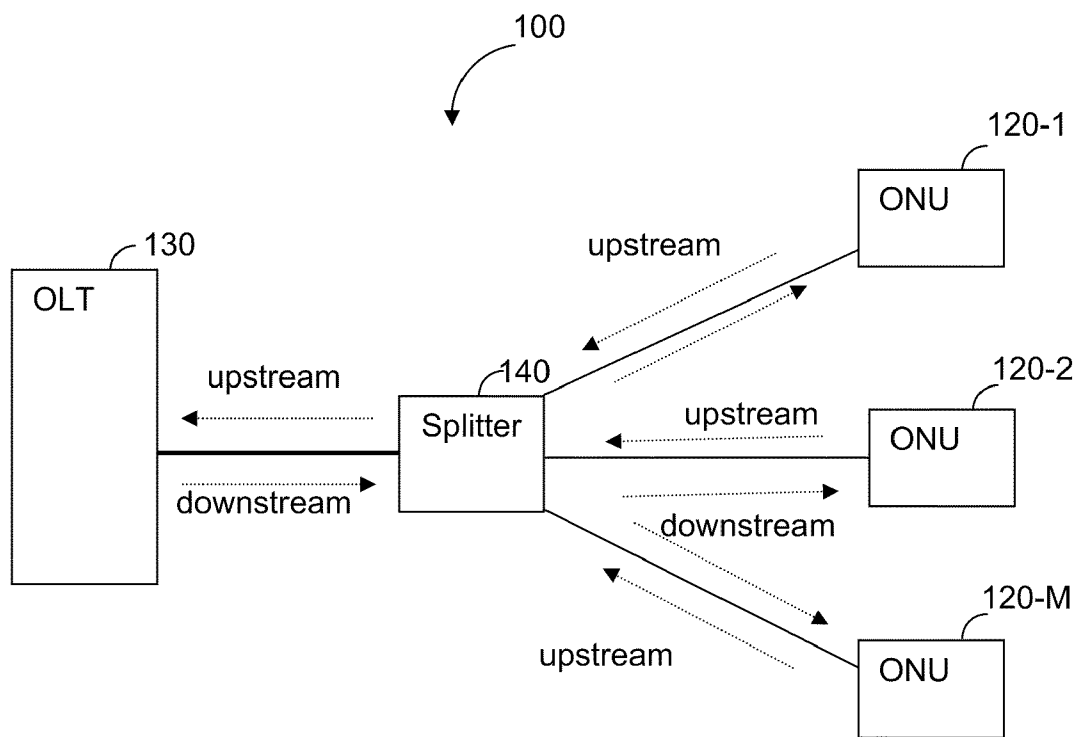 100
120-1
ONU
130
upstream
OLT
140
120-2
upstream
upstream
Splitter
ONU
downstream
downstream
120-M
upstream
ONU